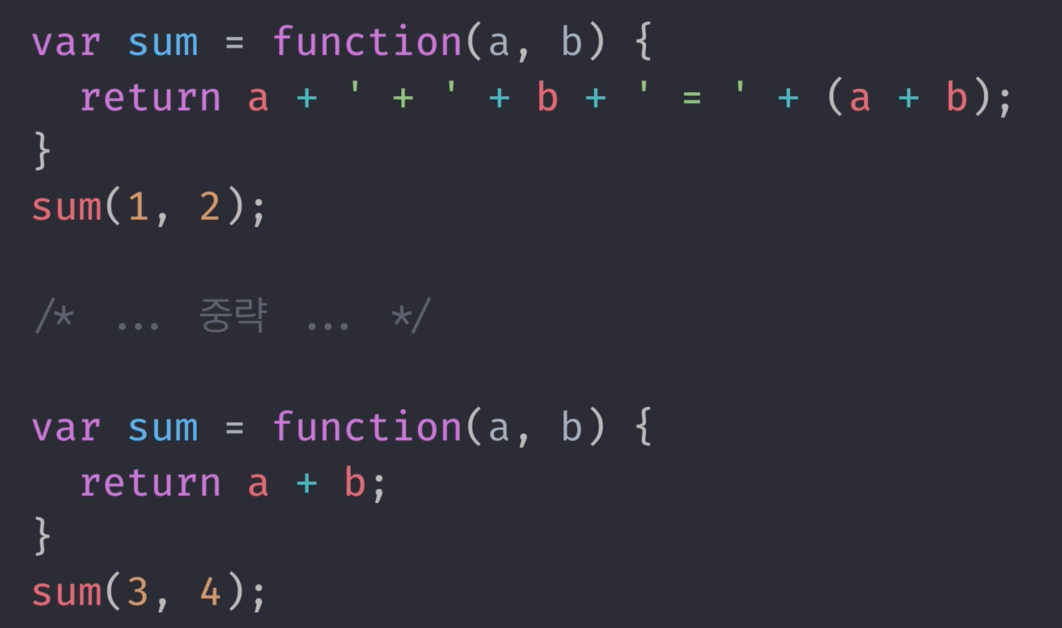 var sum = function(a, b) {
  return a + ' + ' + b + ' = ' + (a + b);
}
sum(1, 2);
/* ... 중략 ... */
var sum = function(a, b) {
  return a + b;
}
sum(3, 4);